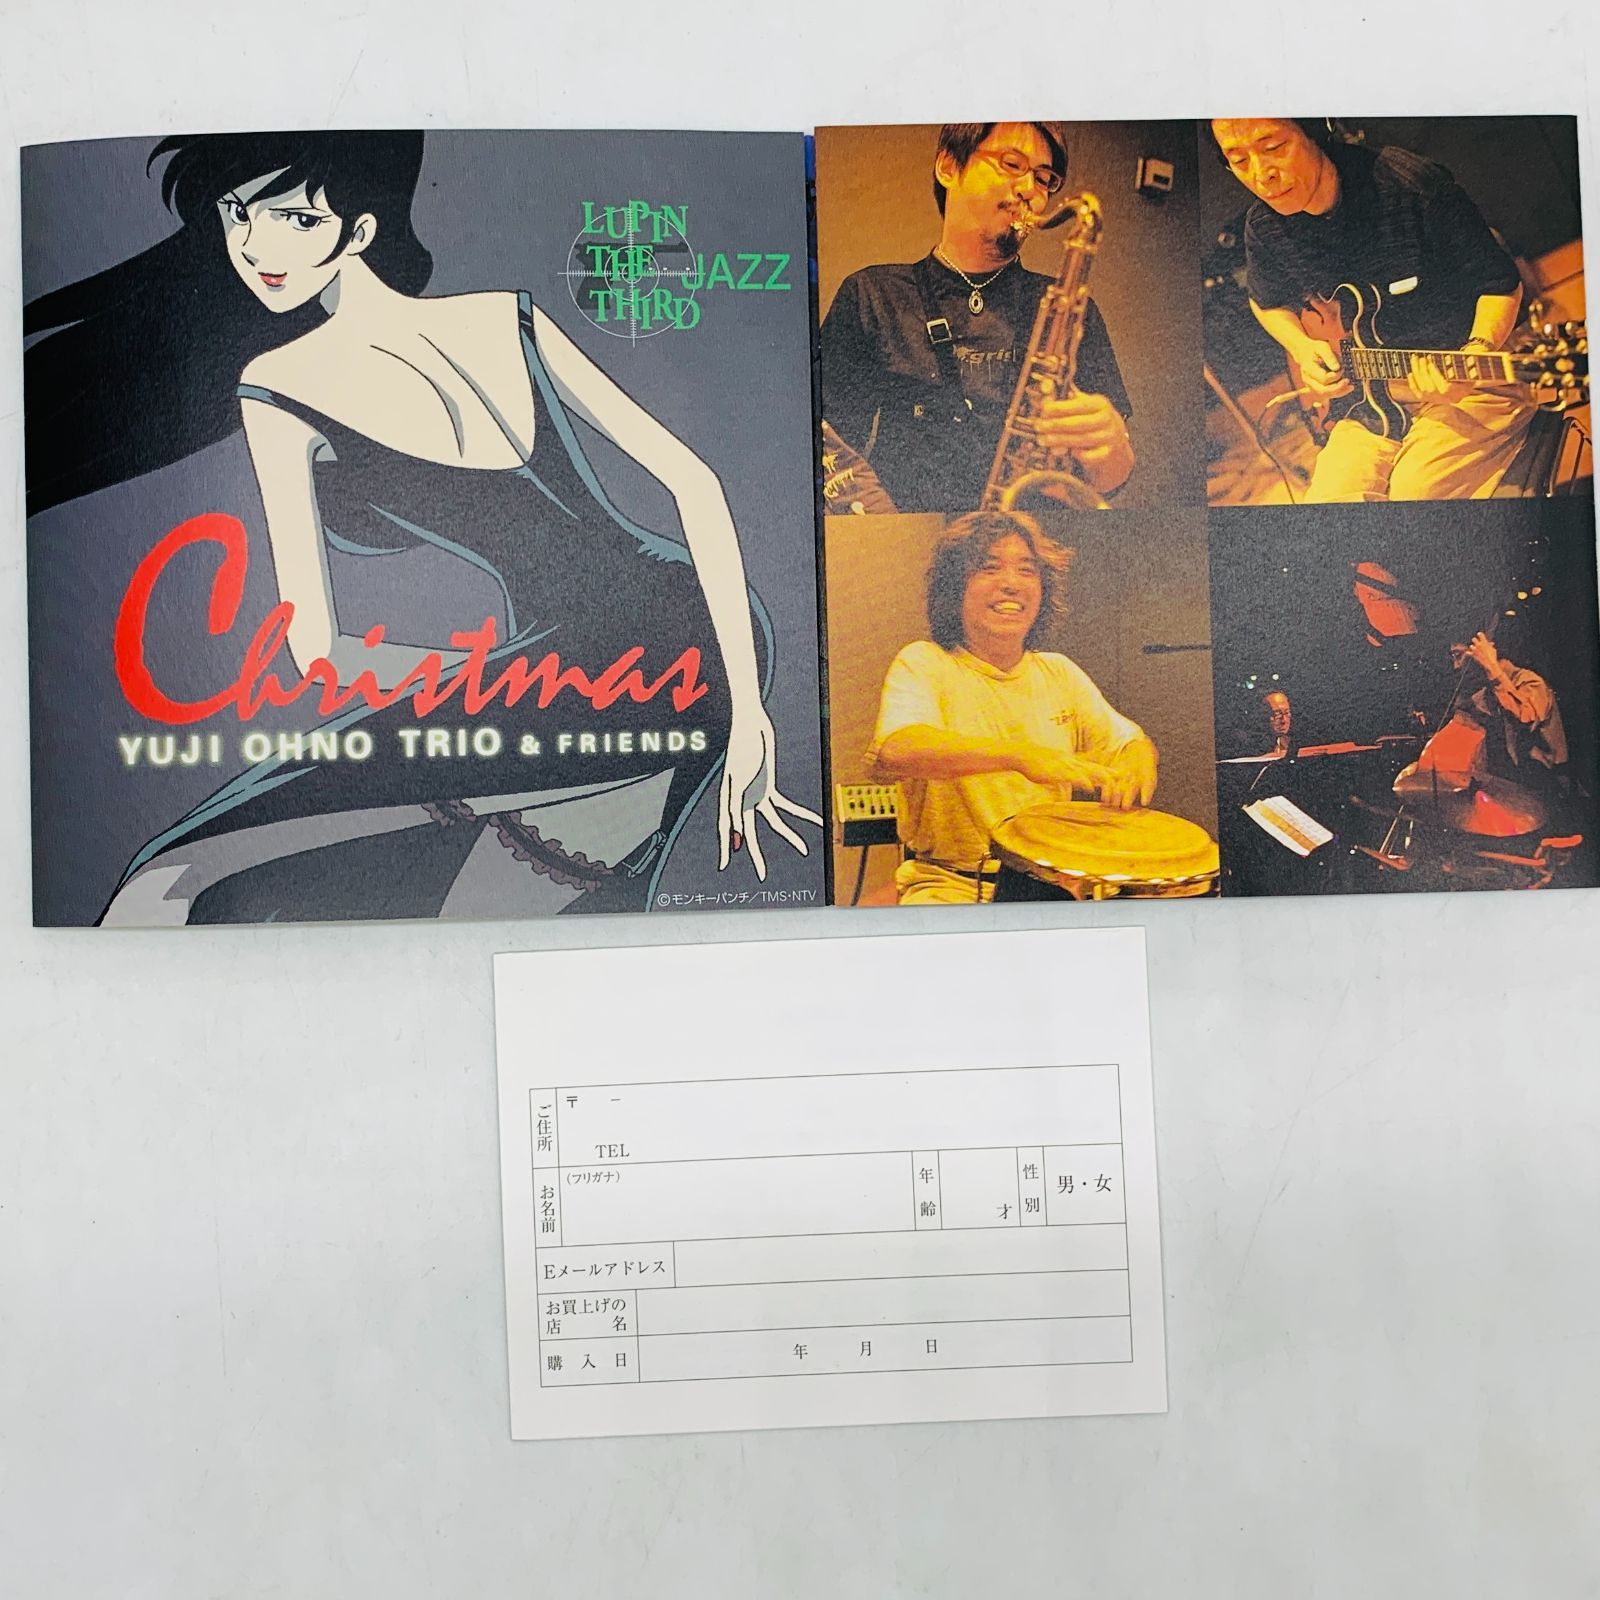 LUPIN
THE
THIRD
JAZZ
Christmas
YUJI OHNO TRIO & FRIENDS
©モンキーパンチ/TMS・NTV
ご住所
〒　－
TEL
お名前
(フリガナ)
年齢
才
性別
男・女
Eメールアドレス
お買上げの
店名
購入日
年　月　日